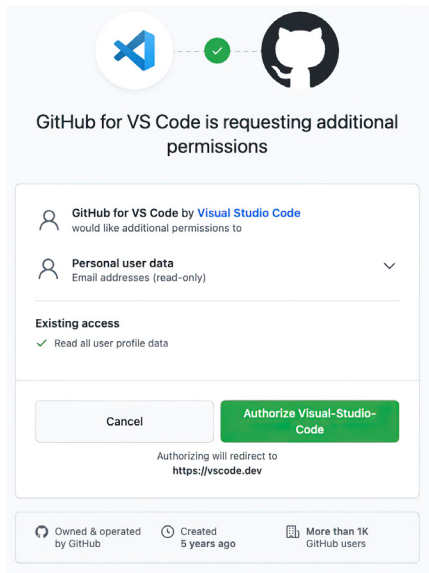 GitHub for VS Code is requesting additional
permissions
GitHub for VS Code by Visual Studio Code
would like additional permissions to
Personal user data
Email addresses (read-only)
Existing access
Read all user profile data
Cancel
Authorize Visual-Studio-
Code
Authorizing will redirect to
https://vscode.dev
Owned & operated
by GitHub
Created
5 years ago
More than 1K
GitHub users